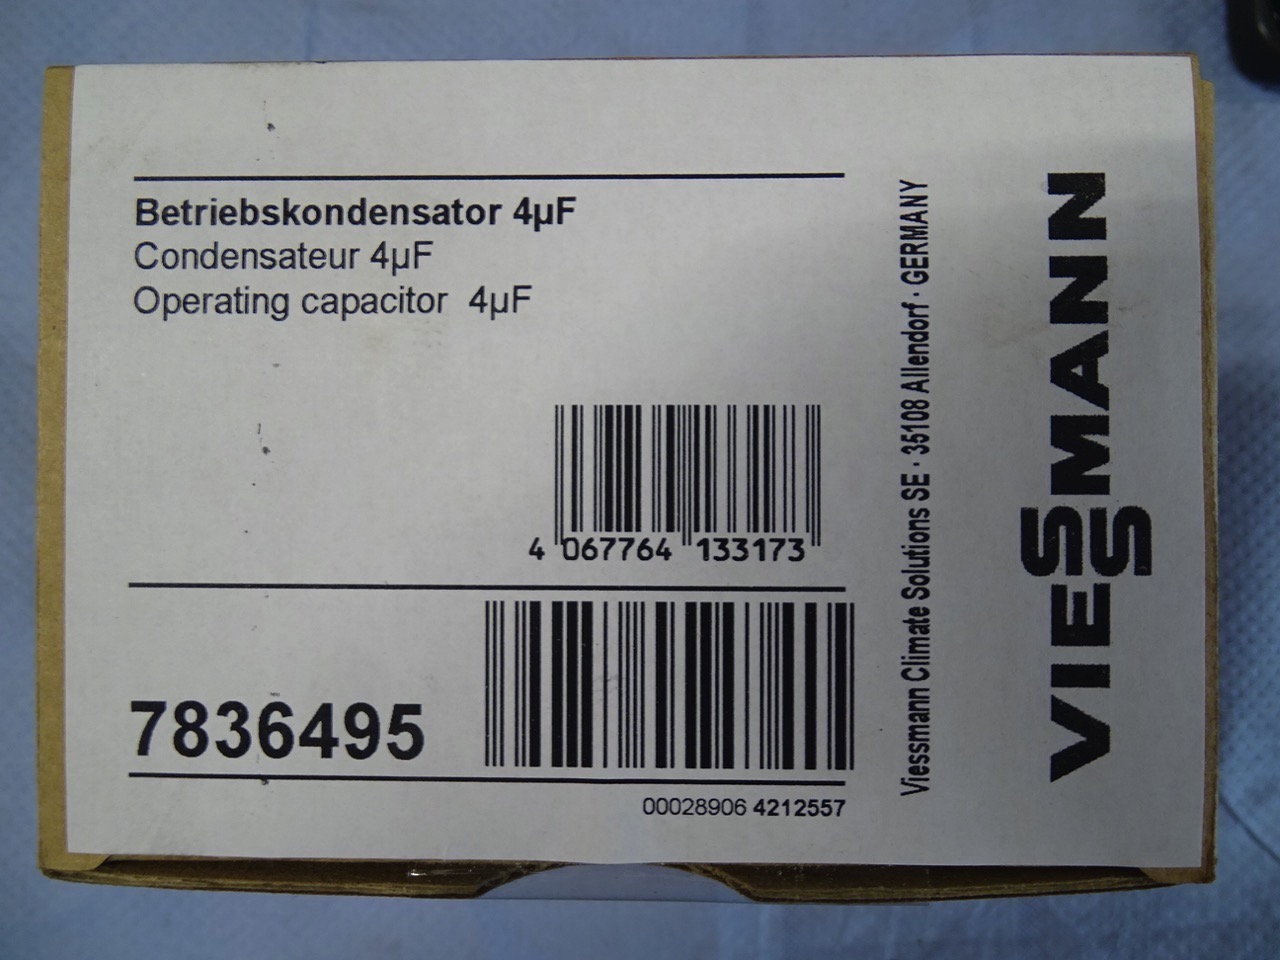 Betriebskondensator 4µF
Condensateur 4µF
Operating capacitor 4µF
4 067764 133173
7836495
00028906 4212557
Viessmann Climate Solutions SE · 35108 Allendorf · GERMANY
VIESSMANN